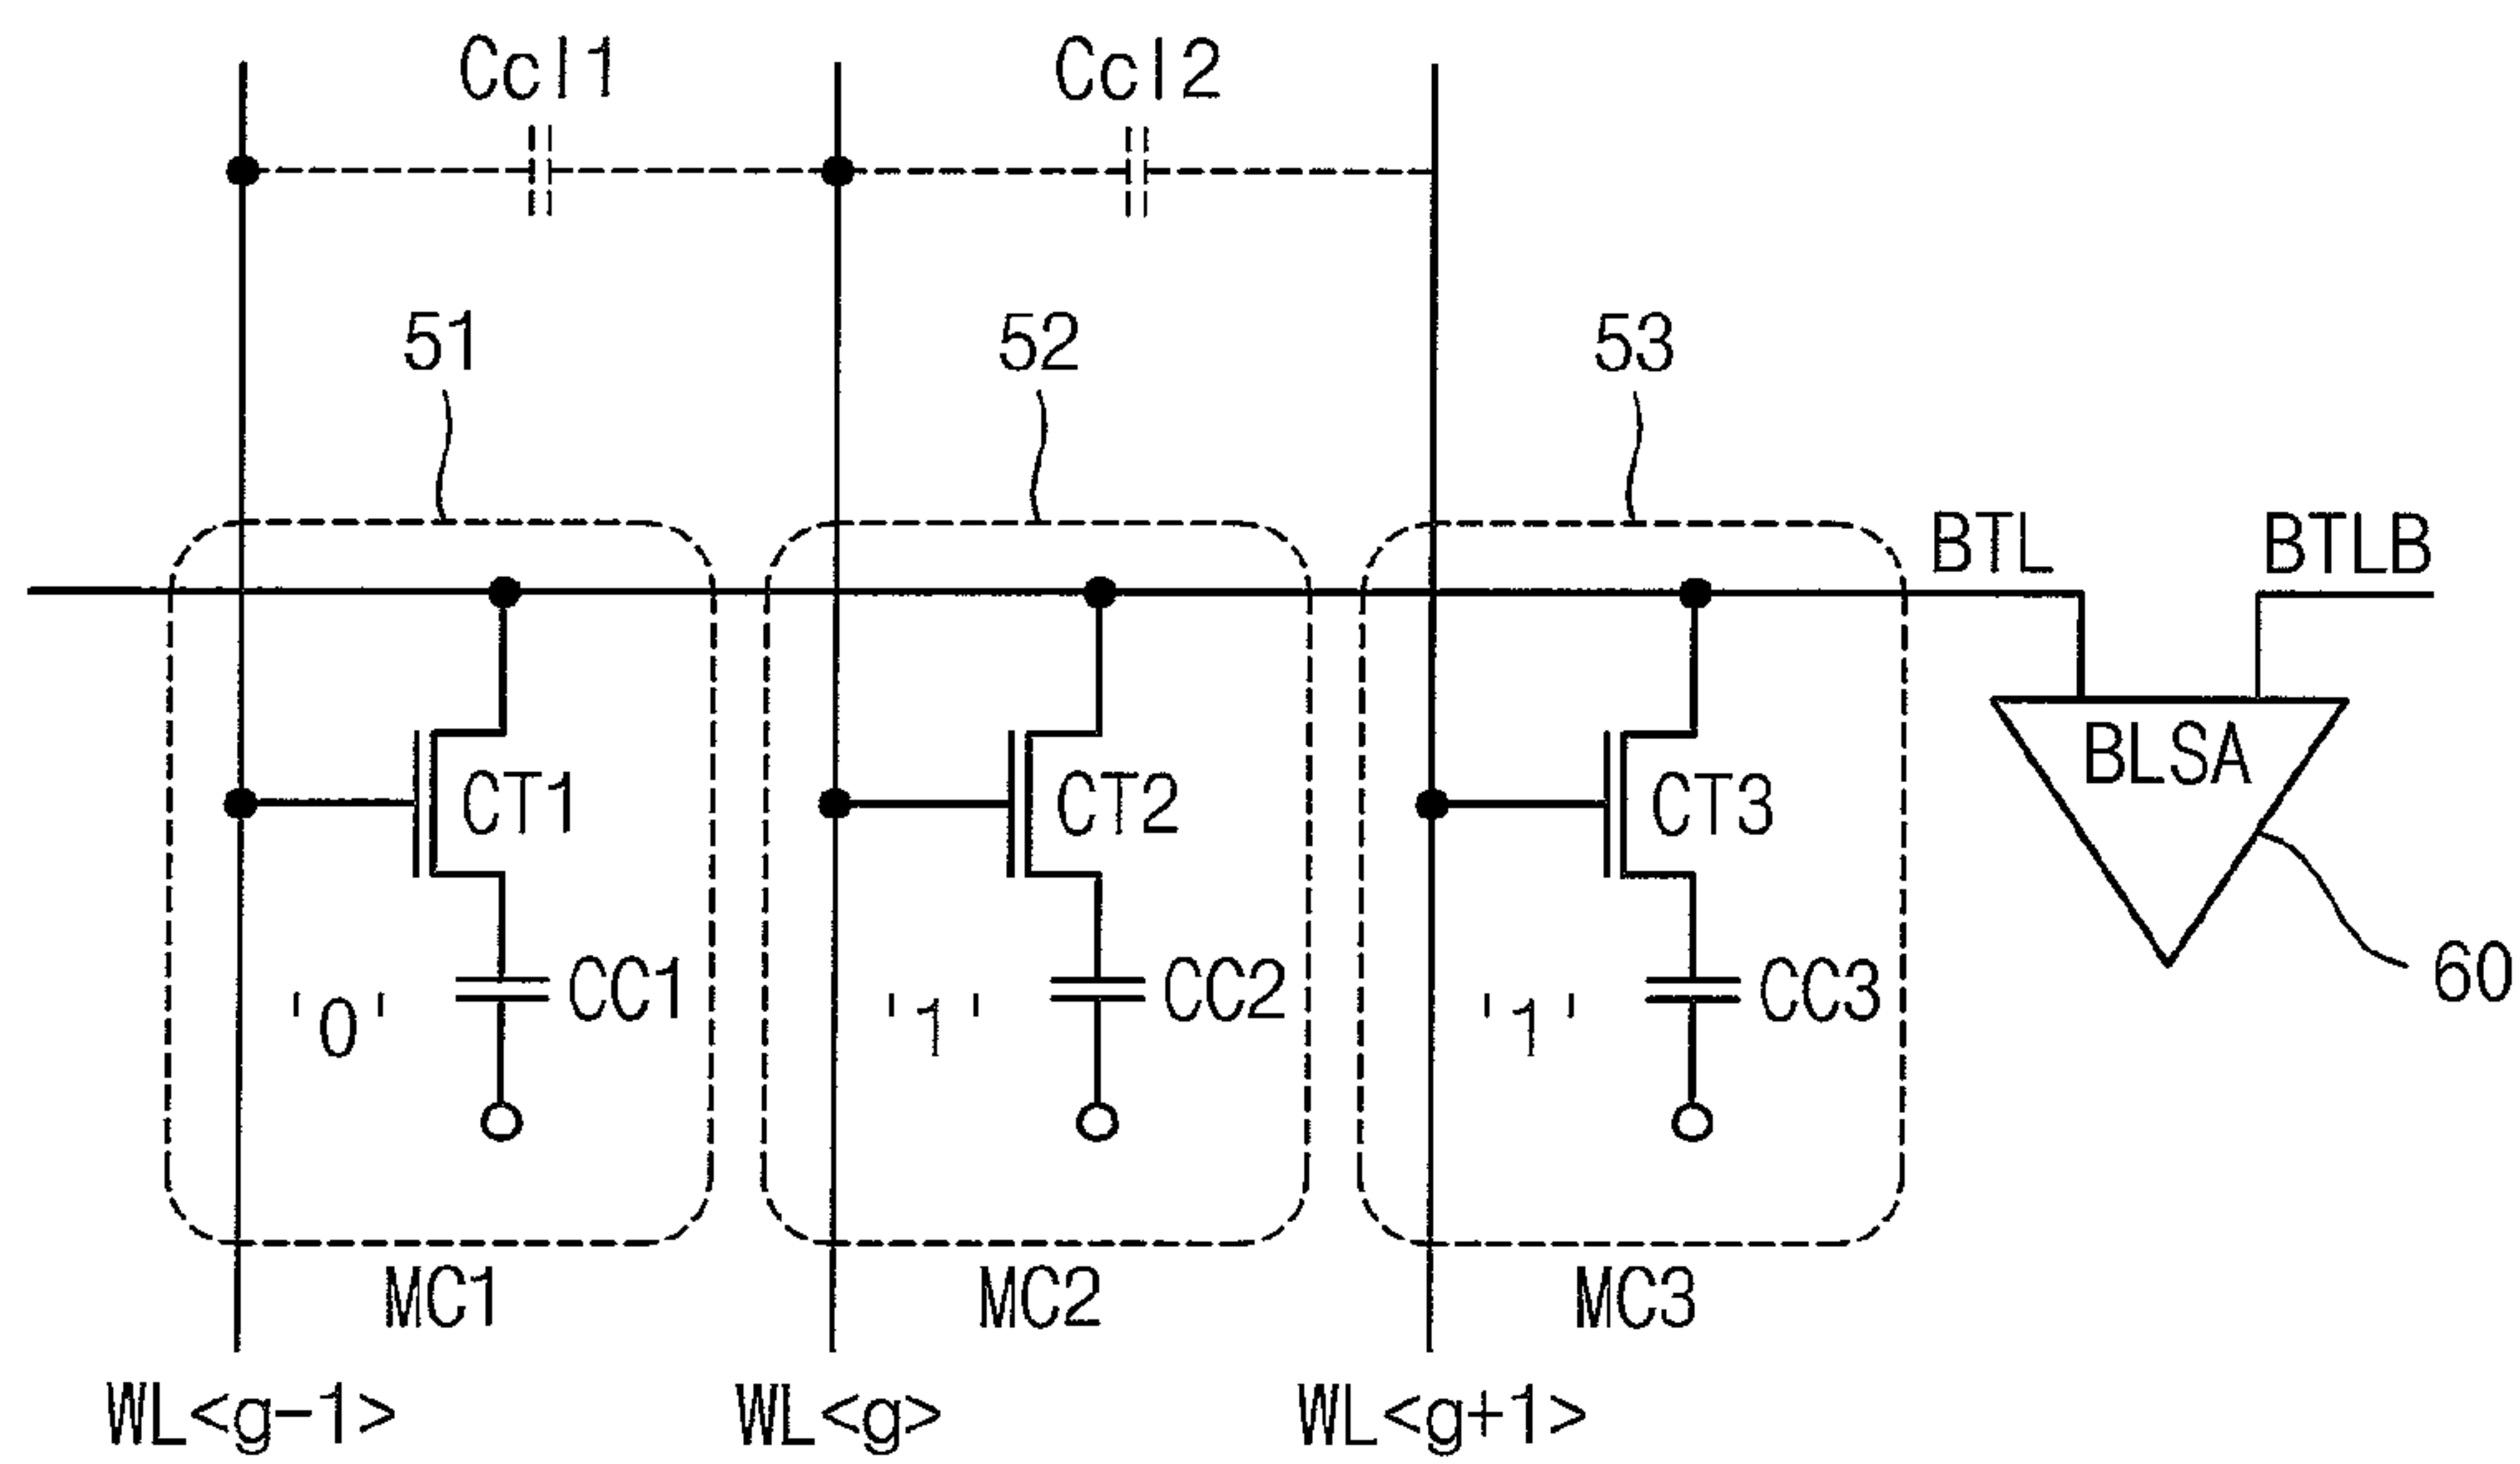 Ccl1 Ccl2
51 52 53
BTL BTLB
CT1 CT2 CT3 BLSA
'0' CC1 '1' CC2 '1' CC3 60
MC1 MC2 MC3
WL<g-1> WL<g> WL<g+1>